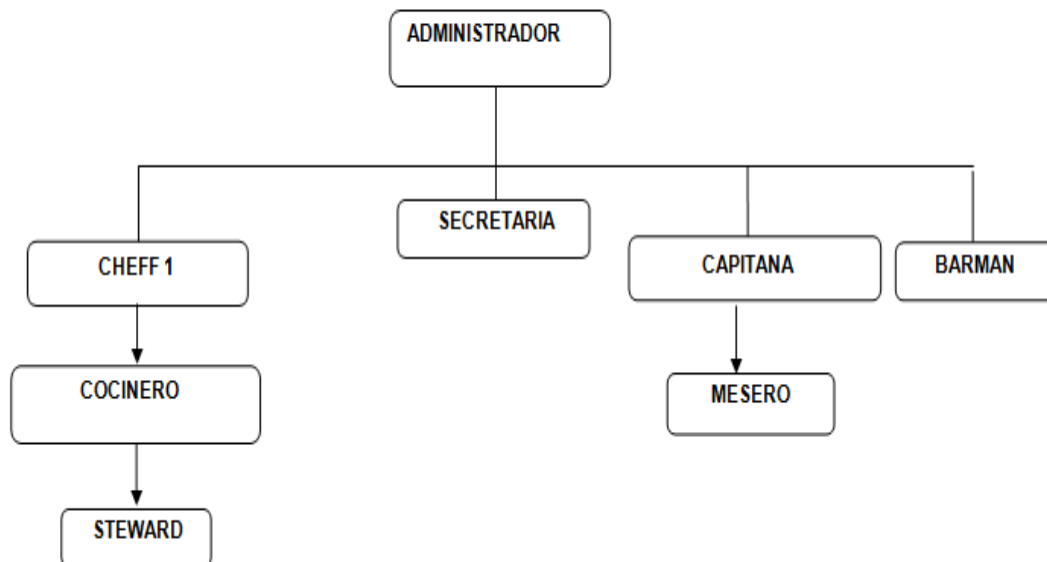 ADMINISTRADOR
SECRETARIA
CHEFF 1
CAPITANA
BARMAN
COCINERO
MESERO
STEWARD